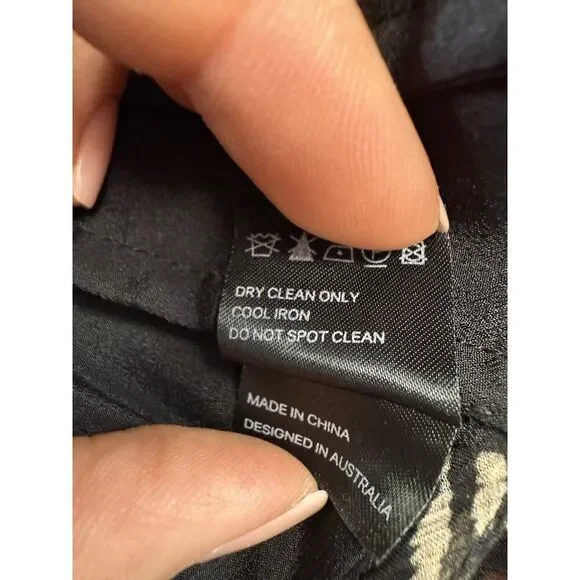 DRY CLEAN ONLY
COOL IRON
DO NOT SPOT CLEAN
MADE IN CHINA
DESIGNED IN AUSTRALIA